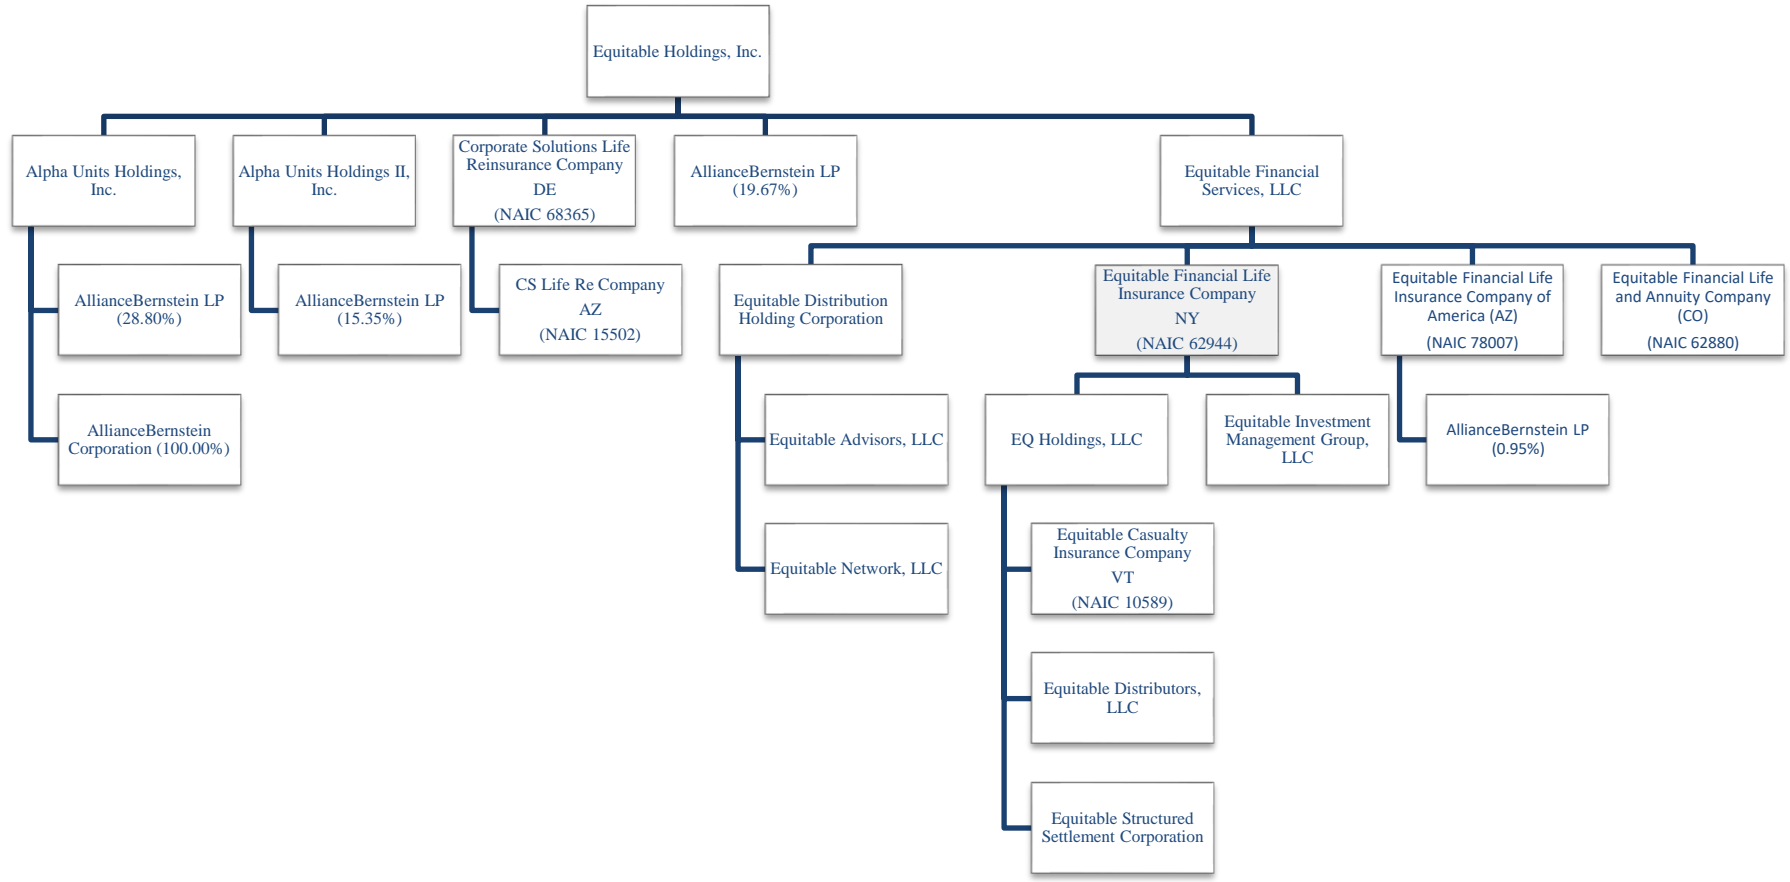 Equitable Holdings, Inc.
Alpha Units Holdings,
Inc.
Alpha Units Holdings II,
Inc.
Corporate Solutions Life
Reinsurance Company
DE
(NAIC 68365)
AllianceBernstein LP
(19.67%)
Equitable Financial
Services, LLC
AllianceBernstein LP
(28.80%)
AllianceBernstein LP
(15.35%)
CS Life Re Company
AZ
(NAIC 15502)
Equitable Distribution
Holding Corporation
Equitable Financial Life
Insurance Company
NY
(NAIC 62944)
Equitable Financial Life
Insurance Company of
America (AZ)
(NAIC 78007)
Equitable Financial Life
and Annuity Company
(CO)
(NAIC 62880)
AllianceBernstein
Corporation (100.00%)
Equitable Advisors, LLC
EQ Holdings, LLC
Equitable Investment
Management Group,
LLC
AllianceBernstein LP
(0.95%)
Equitable Network, LLC
Equitable Casualty
Insurance Company
VT
(NAIC 10589)
Equitable Distributors,
LLC
Equitable Structured
Settlement Corporation